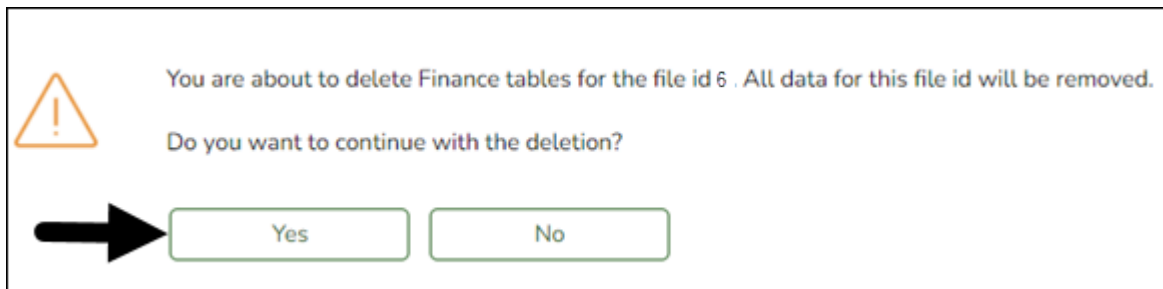 You are about to delete Finance tables for the file id 6 . All data for this file id will be removed.
Do you want to continue with the deletion?
Yes No